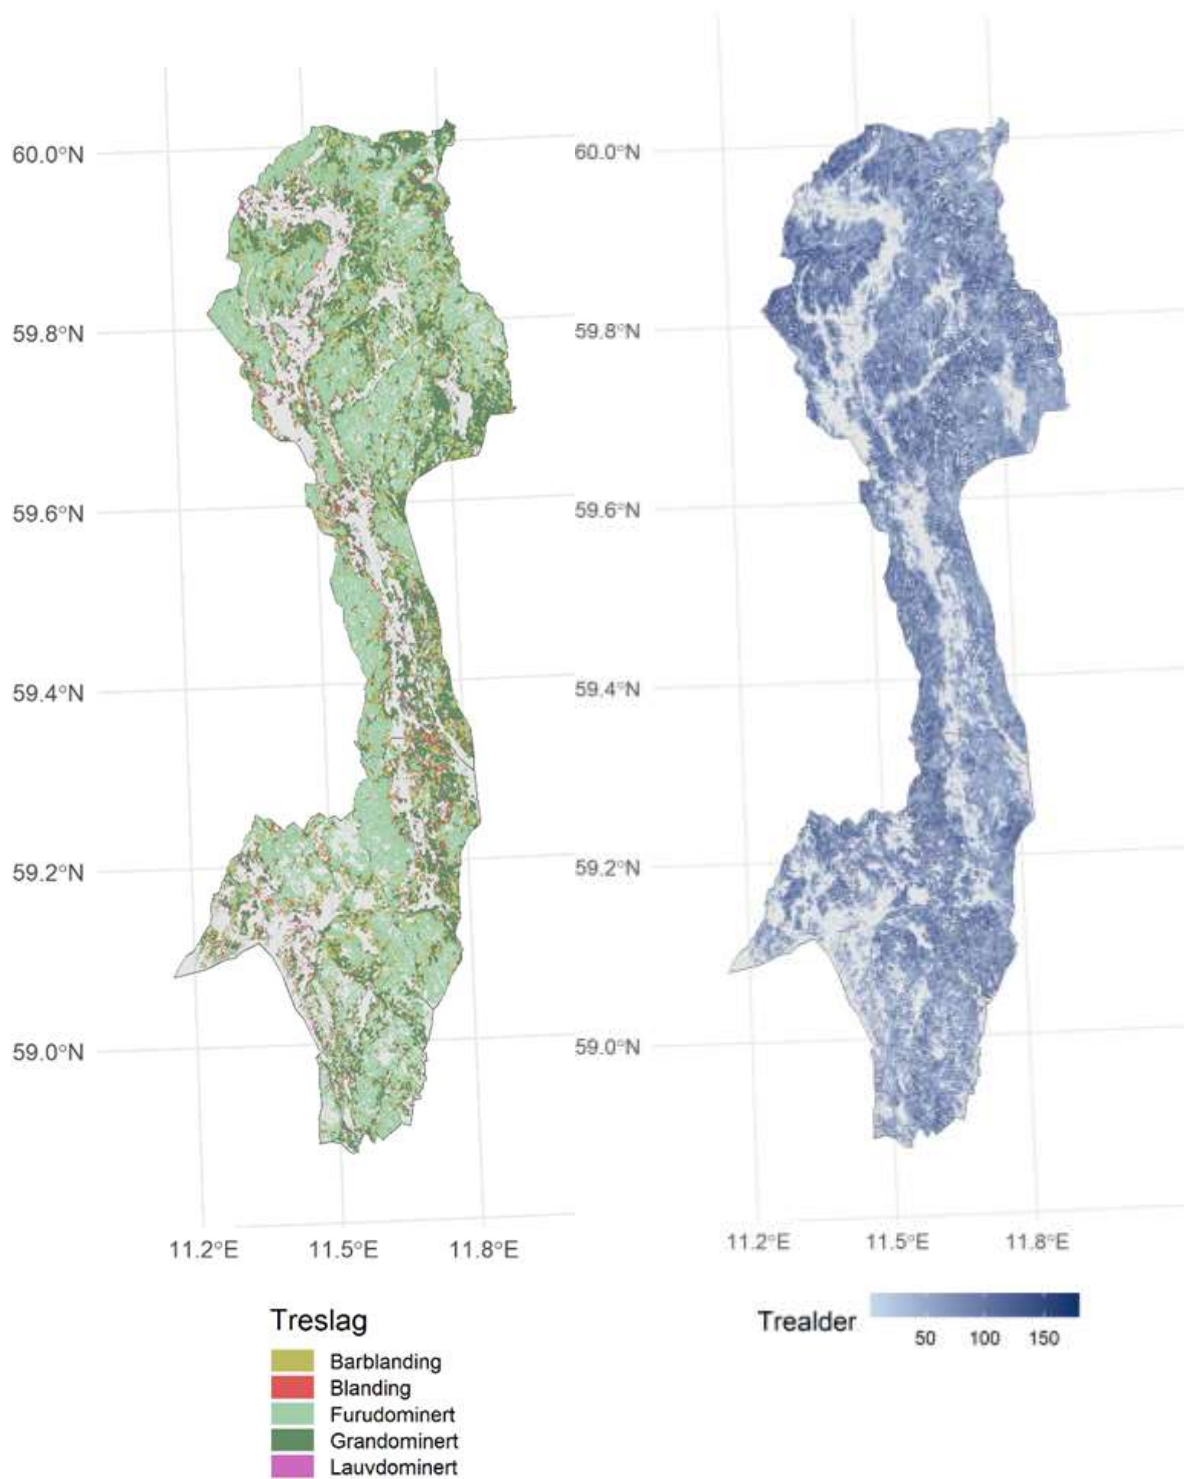 60.0°N
59.8°N
59.6°N
59.4°N
59.2°N
59.0°N
11.2°E 11.5°E 11.8°E
Treslag
Barblanding
Blanding
Furudominert
Grandominert
Lauvdominert
60.0°N
59.8°N
59.6°N
59.4°N
59.2°N
59.0°N
11.2°E 11.5°E 11.8°E
Trealder
50 100 150